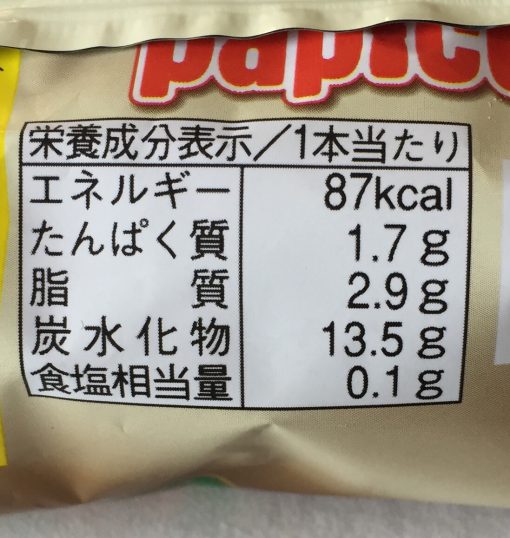 papico
栄養成分表示/1本当たり
エネルギー 87kcal
たんぱく質 1.7g
脂質 2.9g
炭水化物 13.5g
食塩相当量 0.1g